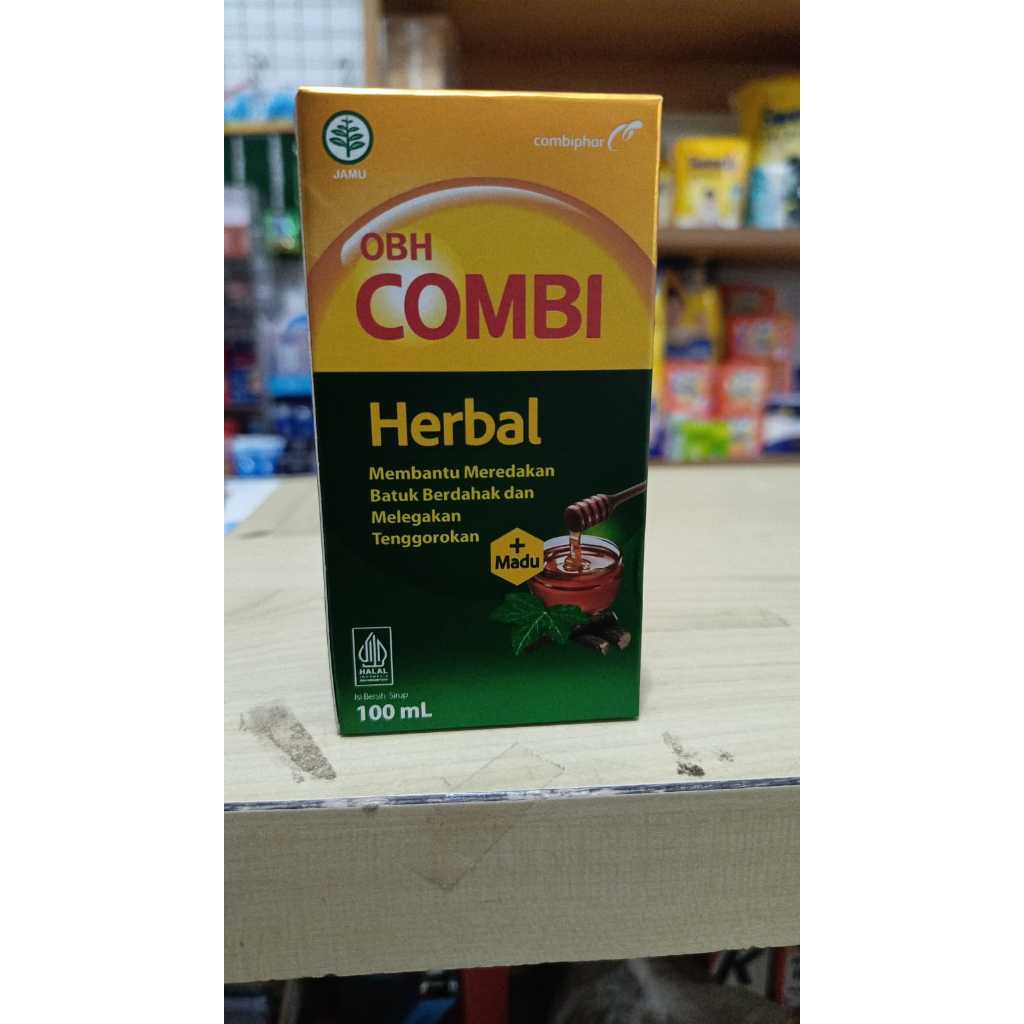 JAMU
combiphar
OBH
COMBI
Herbal
Membantu Meredakan
Batuk Berdahak dan
Melegakan
Tenggorokan
+
Madu
HALAL
INDONESIA
Isi Bersih Sirup
100 mL
K